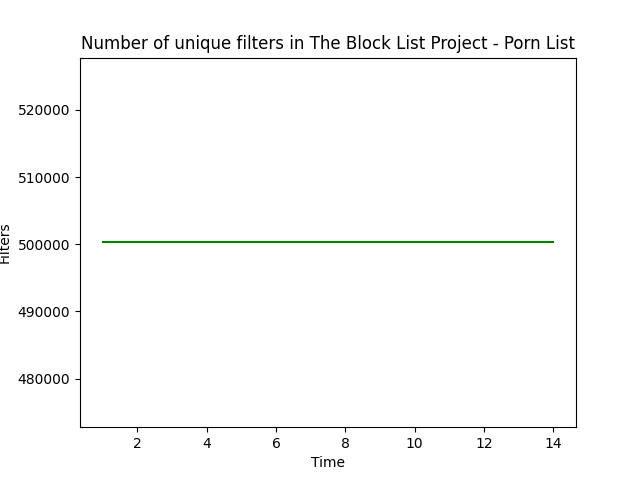 Number of unique filters in The Block List Project - Porn List
520000
510000
500000
490000
480000
Filters
2 4 6 8 10 12 14
Time